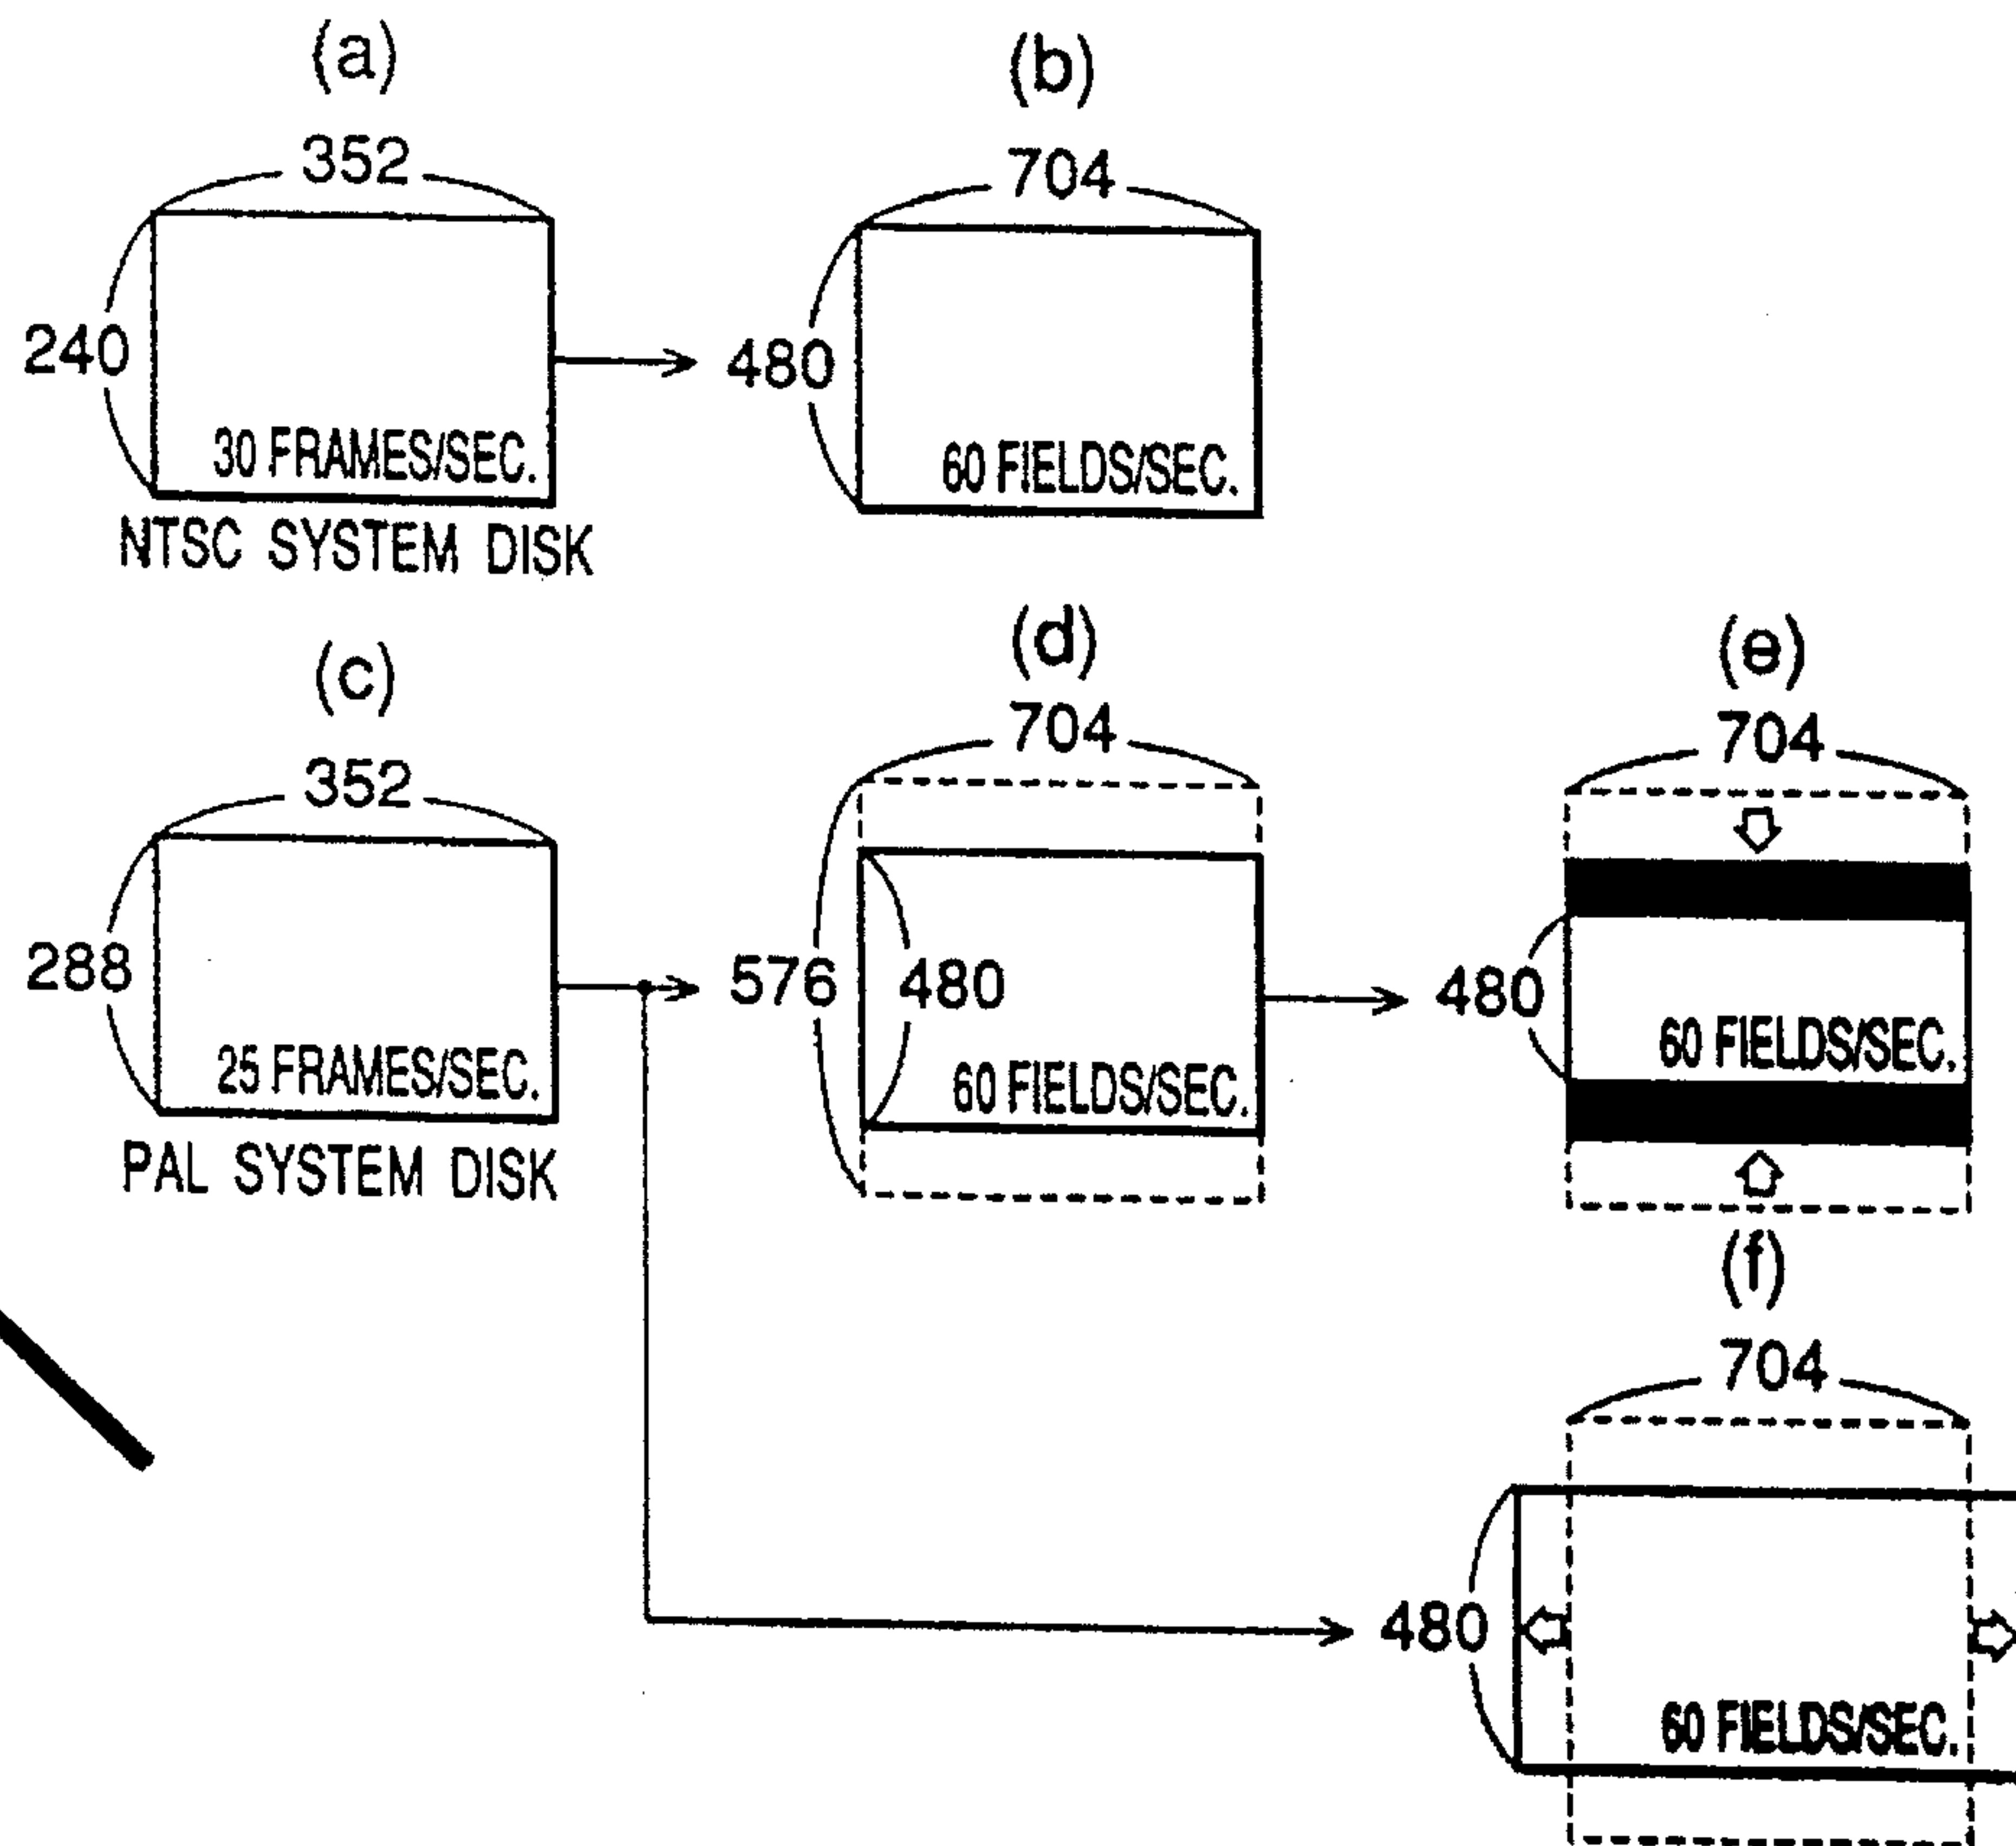 (a)
(b)
352
704
240
480
30 FRAMES/SEC.
60 FIELDS/SEC.
NTSC SYSTEM DISK
(c)
(d)
(e)
352
704
704
288
576
480
480
25 FRAMES/SEC.
60 FIELDS/SEC.
60 FIELDS/SEC.
PAL SYSTEM DISK
(f)
704
480
60 FIELDS/SEC.